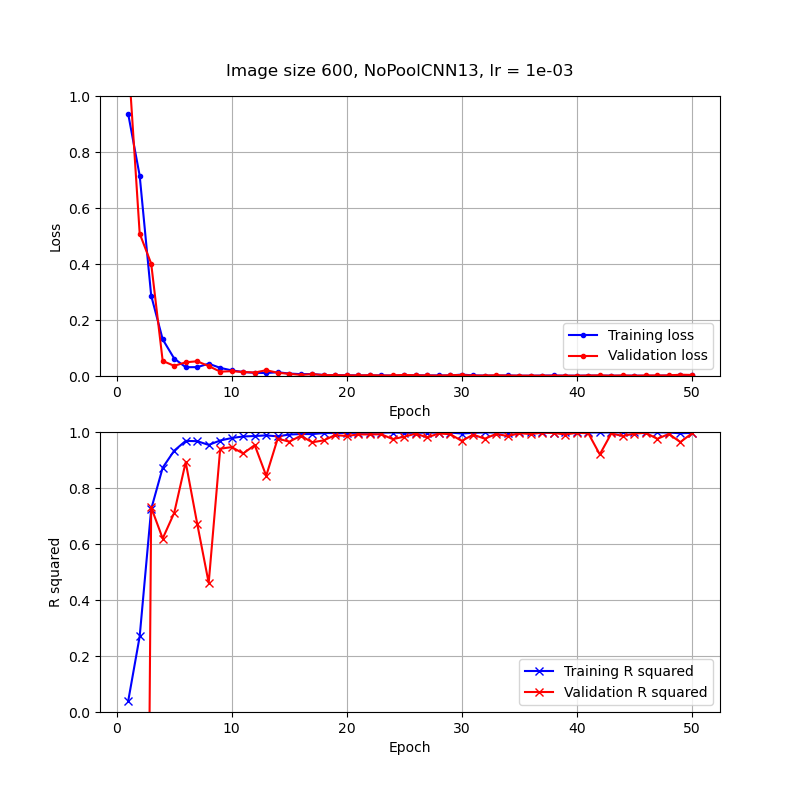 Image size 600, NoPoolCNN13, lr = 1e-03
1.0
0.8
0.6
0.4
0.2
0.0
Loss
Training loss
Validation loss
0 10 20 30 40 50
Epoch
1.0
0.8
0.6
0.4
0.2
0.0
R squared
Training R squared
Validation R squared
0 10 20 30 40 50
Epoch